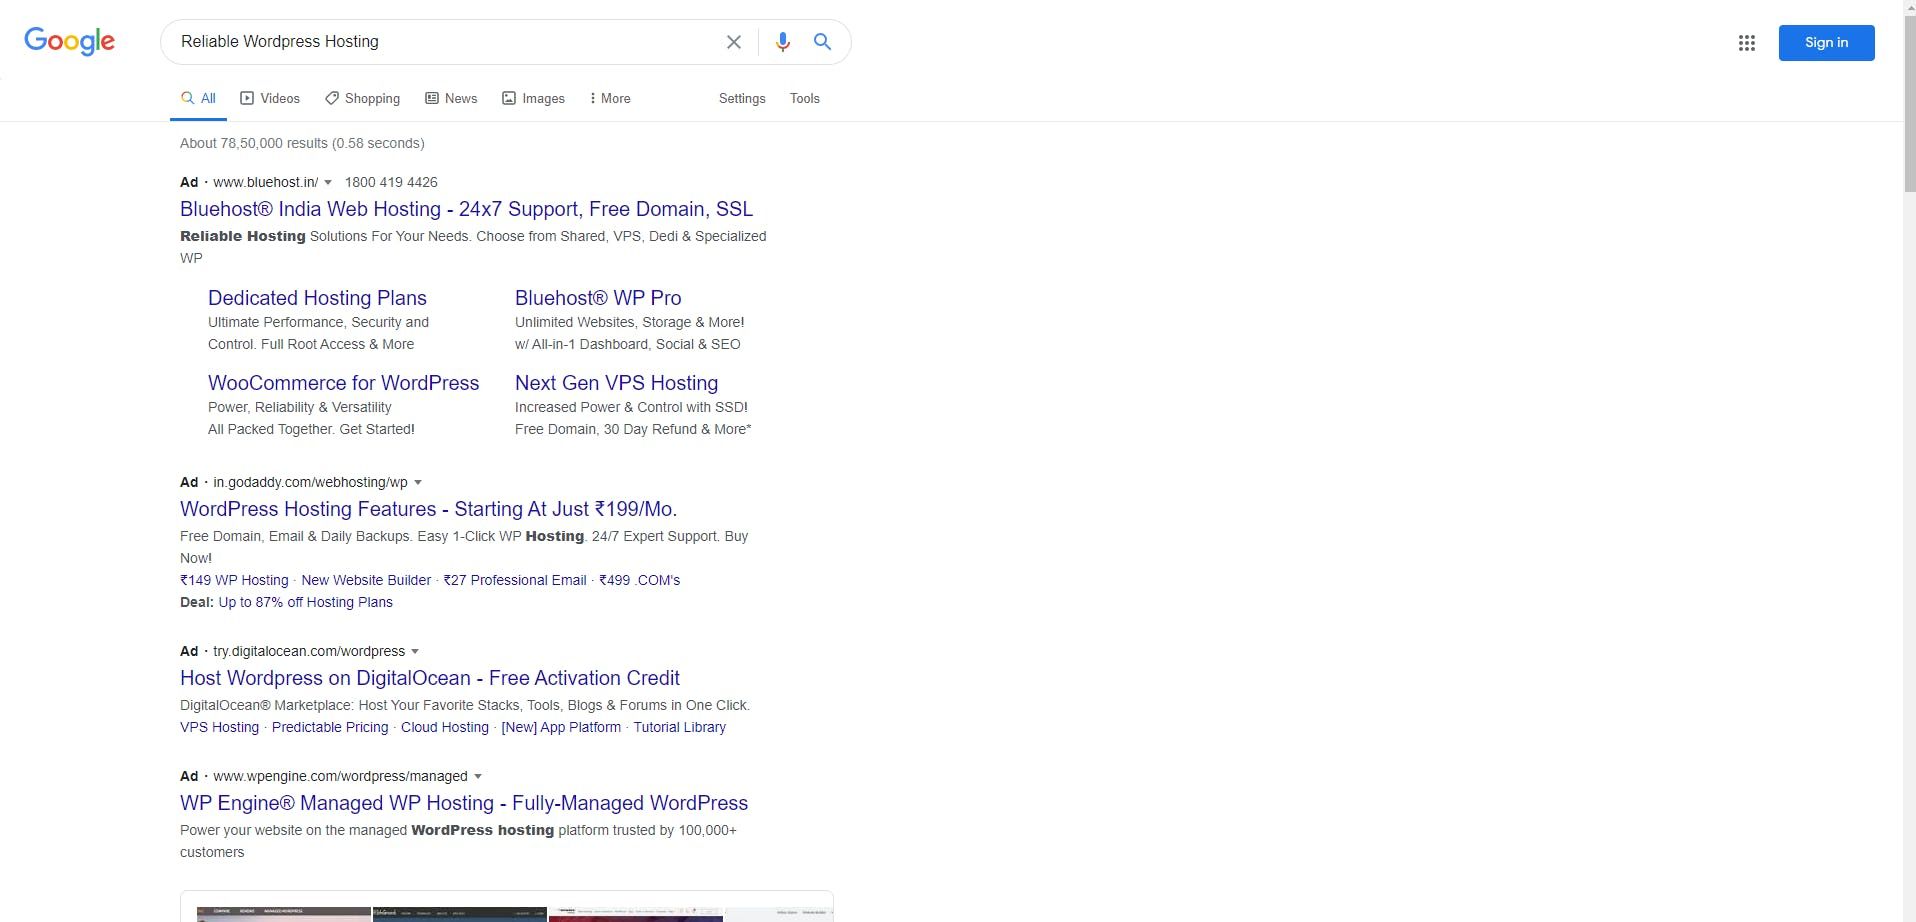 Google
Reliable Wordpress Hosting
Sign in
All Videos Shopping News Images More Settings Tools
About 78,50,000 results (0.58 seconds)
Ad · www.bluehost.in/ 1800 419 4426
Bluehost® India Web Hosting - 24x7 Support, Free Domain, SSL
Reliable Hosting Solutions For Your Needs. Choose from Shared, VPS, Dedi & Specialized
WP
Dedicated Hosting Plans
Ultimate Performance, Security and
Control. Full Root Access & More
Bluehost® WP Pro
Unlimited Websites, Storage & More!
w/ All-in-1 Dashboard, Social & SEO
WooCommerce for WordPress
Power, Reliability & Versatility
All Packed Together. Get Started!
Next Gen VPS Hosting
Increased Power & Control with SSD!
Free Domain, 30 Day Refund & More*
Ad · in.godaddy.com/webhosting/wp
WordPress Hosting Features - Starting At Just ₹199/Mo.
Free Domain, Email & Daily Backups. Easy 1-Click WP Hosting. 24/7 Expert Support. Buy
Now!
₹149 WP Hosting · New Website Builder · ₹27 Professional Email · ₹499 .COM's
Deal: Up to 87% off Hosting Plans
Ad · try.digitalocean.com/wordpress
Host Wordpress on DigitalOcean - Free Activation Credit
DigitalOcean® Marketplace: Host Your Favorite Stacks, Tools, Blogs & Forums in One Click.
VPS Hosting · Predictable Pricing · Cloud Hosting · [New] App Platform · Tutorial Library
Ad · www.wpengine.com/wordpress/managed
WP Engine® Managed WP Hosting - Fully-Managed WordPress
Power your website on the managed WordPress hosting platform trusted by 100,000+
customers